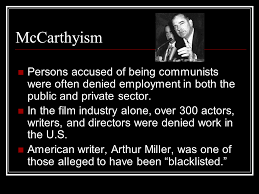 McCarthyism
Persons accused of being communists
were often denied employment in both the
public and private sector.
In the film industry alone, over 300 actors,
writers, and directors were denied work in
the U.S.
American writer, Arthur Miller, was one of
those alleged to have been “blacklisted.”